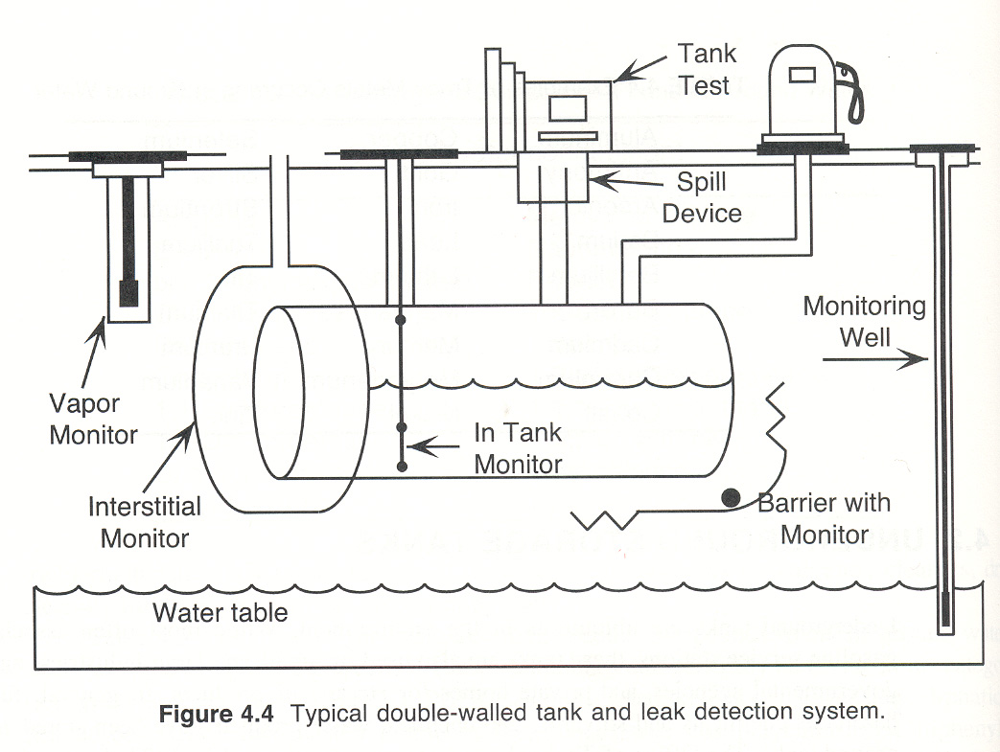 Tank
Test
Spill
Device
Monitoring
Well
Vapor
Monitor
In Tank
Monitor
Interstitial
Monitor
Barrier with
Monitor
Water table
Figure 4.4 Typical double-walled tank and leak detection system.